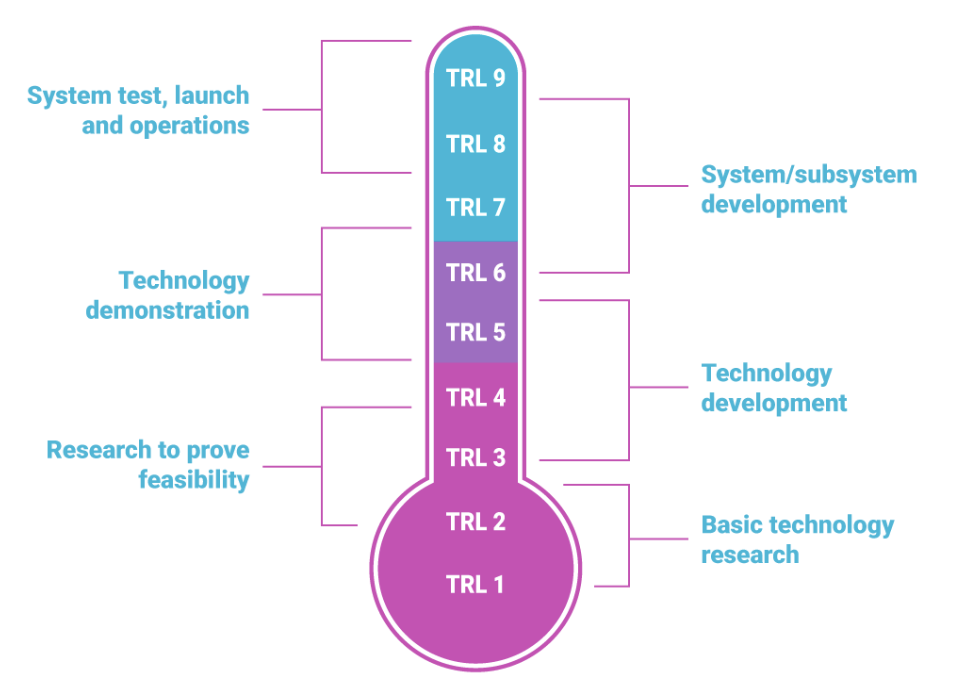 System test, launch
and operations
Technology
demonstration
Research to prove
feasibility
TRL 9
TRL 8
TRL 7
TRL 6
TRL 5
TRL 4
TRL 3
TRL 2
TRL 1
System/subsystem
development
Technology
development
Basic technology
research